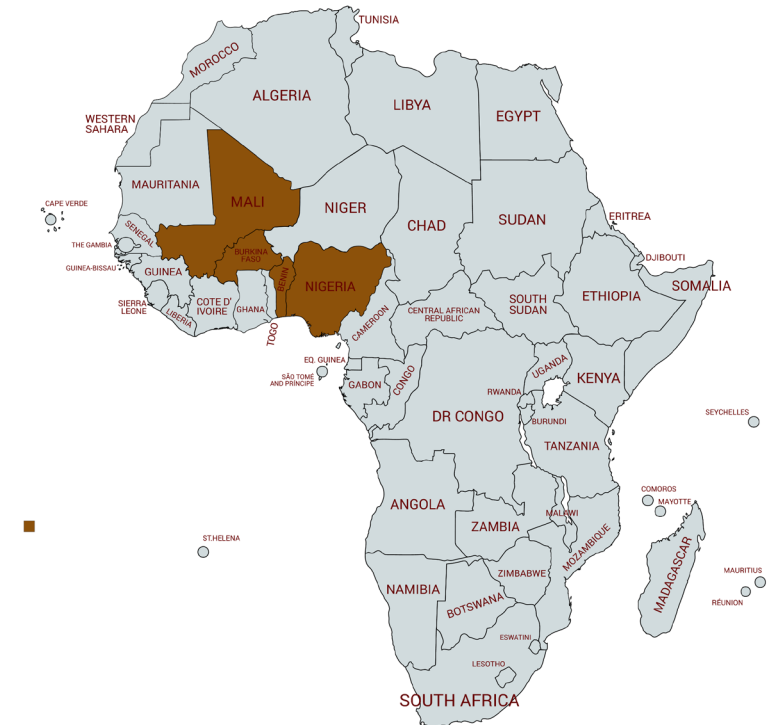 TUNISIA
MOROCCO
ALGERIA
LIBYA
EGYPT
WESTERN
SAHARA
MAURITANIA
MALI
NIGER
CHAD
SUDAN
ERITREA
CAPE VERDE
SENEGAL
THE GAMBIA
GUINEA-BISSAU
GUINEA
BURKINA
FASO
BENIN
NIGERIA
DJIBOUTI
SOMALIA
ETHIOPIA
SOUTH
SUDAN
CENTRAL AFRICAN
REPUBLIC
CAMEROON
SIERRA
LEONE
LIBERIA
COTE D'
IVOIRE
GHANA
TOGO
EQ. GUINEA
SÃO TOMÉ
AND PRÍNCIPE
GABON
CONGO
UGANDA
KENYA
RWANDA
DR CONGO
BURUNDI
TANZANIA
SEYCHELLES
COMOROS
MAYOTTE
ANGOLA
ZAMBIA
MALAWI
MOZAMBIQUE
ST.HELENA
MADAGASCAR
MAURITIUS
RÉUNION
NAMIBIA
ZIMBABWE
BOTSWANA
ESWATINI
LESOTHO
SOUTH AFRICA